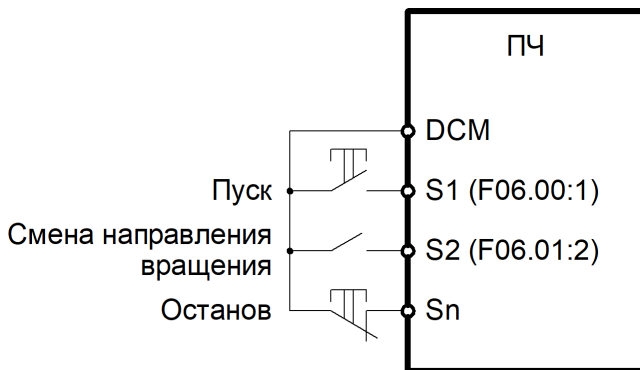 ПЧ
DCM
Пуск
S1 (F06.00:1)
Смена направления
вращения
S2 (F06.01:2)
Останов
Sn